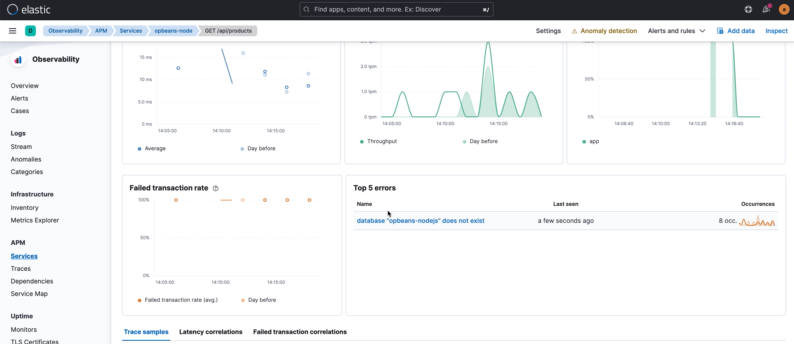 elastic
Find apps, content, and more. Ex: Discover
⌘/
D
Observability
APM
Services
opbeans-node
GET /api/products
Settings
Anomaly detection
Alerts and rules
Add data
Inspect
Observability
Overview
Alerts
Cases
Logs
Stream
Anomalies
Categories
Infrastructure
Inventory
Metrics Explorer
APM
Services
Traces
Dependencies
Service Map
Uptime
Monitors
TLS Certificates
15 ms
10 ms
5.0 ms
0 ms
14:05:00
14:10:00
14:15:00
Average
Day before
2.0 tpm
1.0 tpm
0 tpm
14:05:00
14:10:00
14:15:00
Throughput
Day before
100%
50%
0%
14:06:40
14:10:00
14:13:20
14:16:40
app
Failed transaction rate
100%
50%
0%
14:05:00
14:10:00
14:15:00
Failed transaction rate (avg.)
Day before
Top 5 errors
Name
Last seen
Occurrences
database "opbeans-nodejs" does not exist
a few seconds ago
8 occ.
Trace samples
Latency correlations
Failed transaction correlations